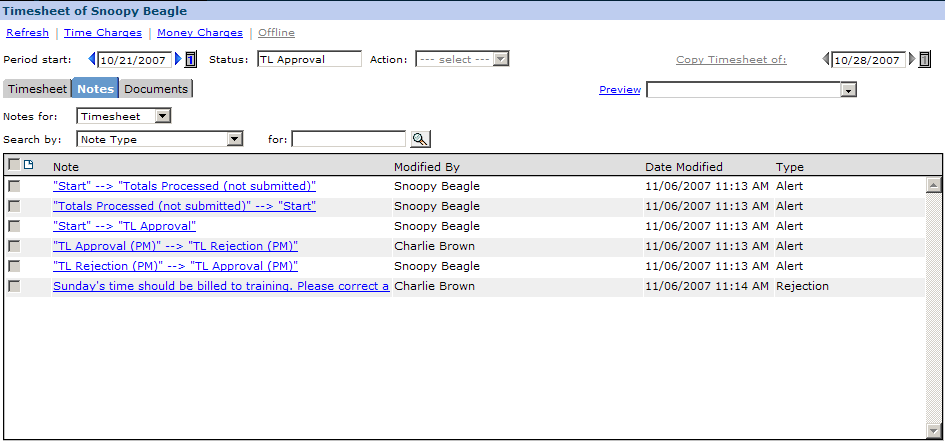 Timesheet of Snoopy Beagle
Refresh | Time Charges | Money Charges | Offline
Period start: 10/21/2007 Status: TL Approval Action: --- select --- Copy Timesheet of: 10/28/2007
Timesheet Notes Documents Preview
Notes for: Timesheet
Search by: Note Type for:
Note Modified By Date Modified Type
"Start" --> "Totals Processed (not submitted)" Snoopy Beagle 11/06/2007 11:13 AM Alert
"Totals Processed (not submitted)" --> "Start" Snoopy Beagle 11/06/2007 11:13 AM Alert
"Start" --> "TL Approval" Snoopy Beagle 11/06/2007 11:13 AM Alert
"TL Approval (PM)" --> "TL Rejection (PM)" Charlie Brown 11/06/2007 11:13 AM Alert
"TL Rejection (PM)" --> "TL Approval (PM)" Snoopy Beagle 11/06/2007 11:13 AM Alert
Sunday's time should be billed to training. Please correct a Charlie Brown 11/06/2007 11:14 AM Rejection